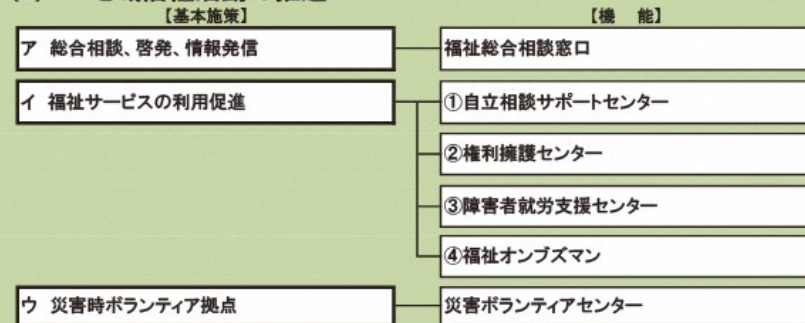 【基本施策】
【機　能】
ア 総合相談、啓発、情報発信
福祉総合相談窓口
イ 福祉サービスの利用促進
①自立相談サポートセンター
②権利擁護センター
③障害者就労支援センター
④福祉オンブズマン
ウ 災害時ボランティア拠点
災害ボランティアセンター